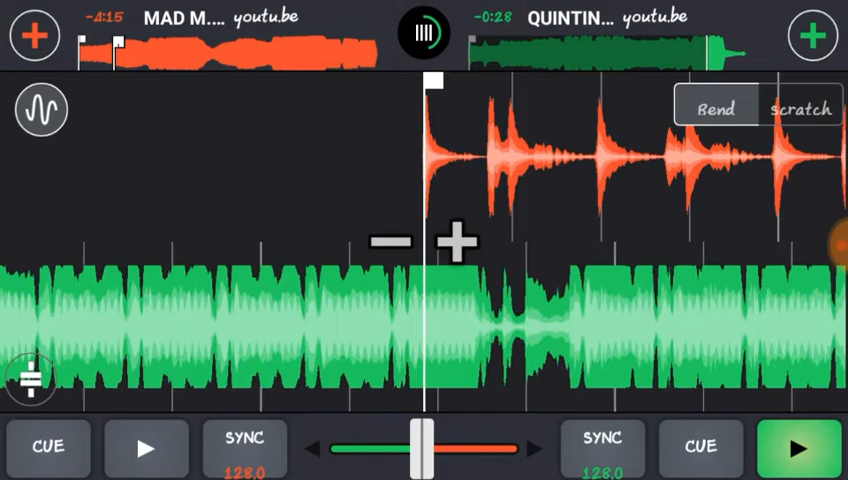 -4:15 MAD M.... youtu.be
-0:28 QUINTIN... youtu.be
Bend scratch
CUE SYNC SYNC CUE
128.0 128.0